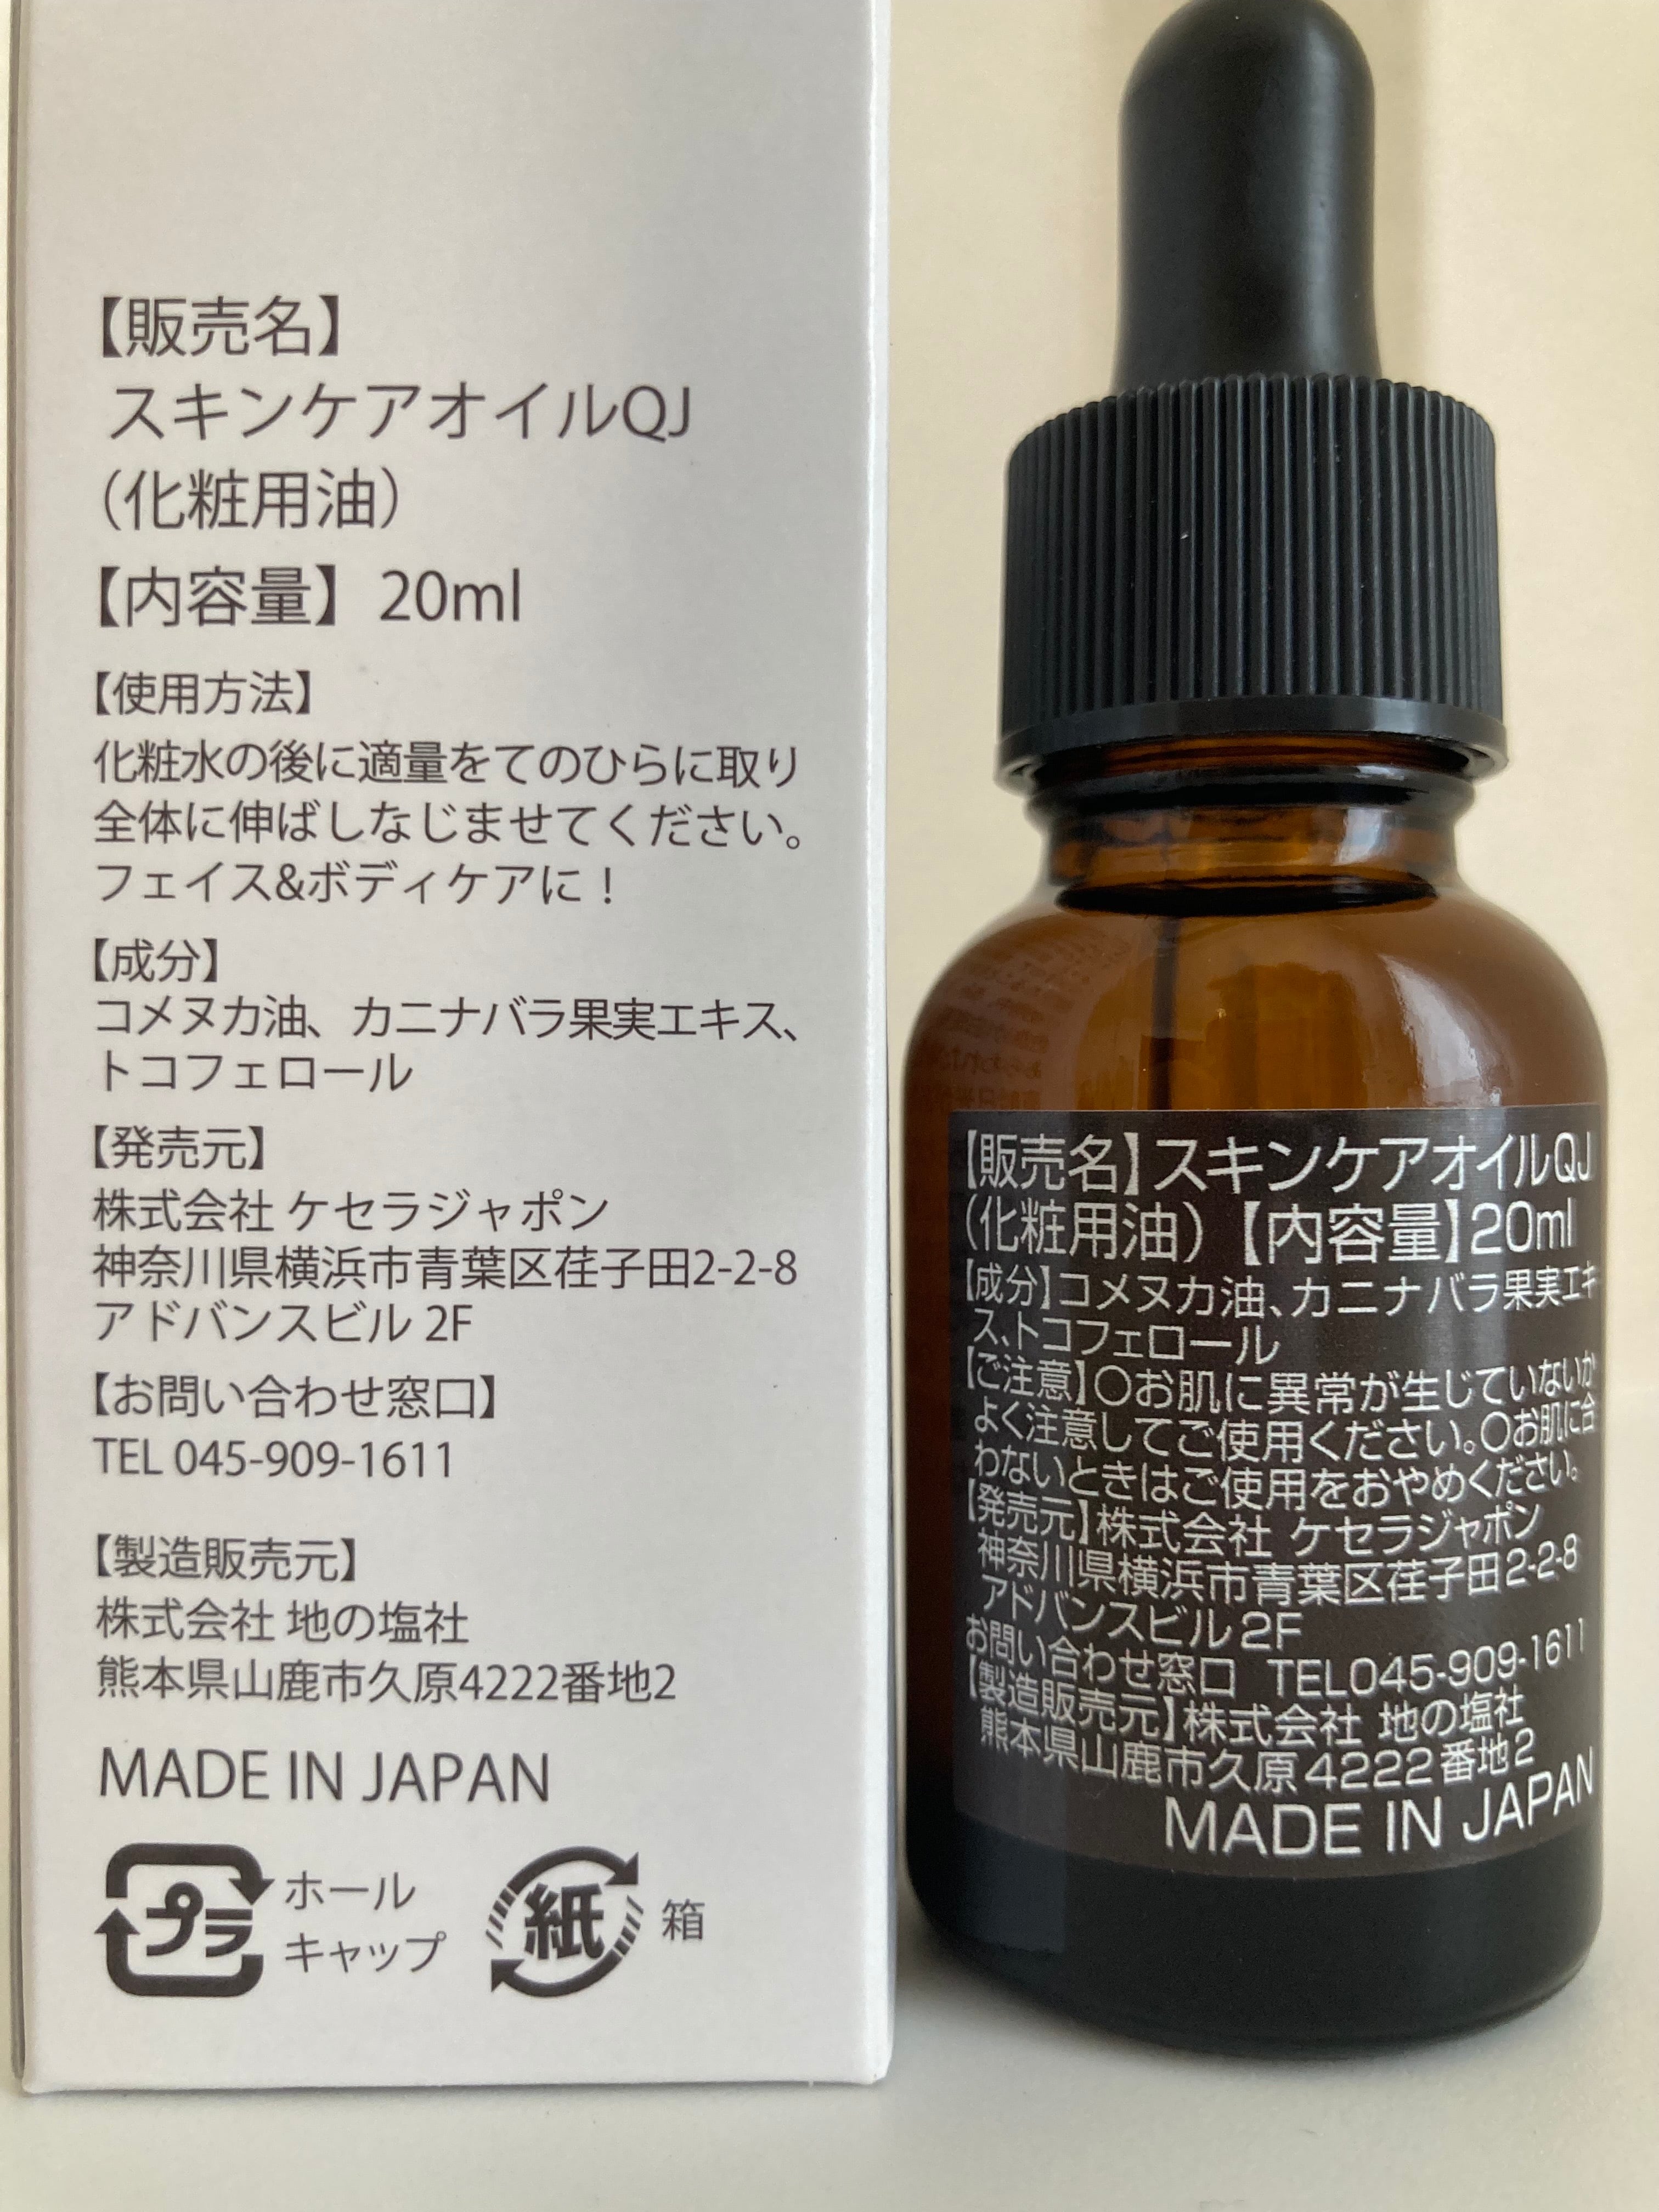 【販売名】
スキンケアオイルQJ
（化粧用油）
【内容量】20ml
【使用方法】
化粧水の後に適量をてのひらに取り
全体に伸ばしなじませてください。
フェイス&ボディケアに！
【成分】
コメヌカ油、カニナバラ果実エキス、
トコフェロール
【発売元】
株式会社 ケセラジャポン
神奈川県横浜市青葉区荏子田2-2-8
アドバンスビル 2F
【お問い合わせ窓口】
TEL 045-909-1611
【製造販売元】
株式会社 地の塩社
熊本県山鹿市久原4222番地2
MADE IN JAPAN
プラ ホール
キャップ
紙 箱
【販売名】スキンケアオイルQJ
（化粧用油）【内容量】20ml
【成分】コメヌカ油、カニナバラ果実エキ
ス、トコフェロール
【ご注意】〇お肌に異常が生じていないか
よく注意してご使用ください。〇お肌に合
わないときはご使用をおやめください。
【発売元】株式会社 ケセラジャポン
神奈川県横浜市青葉区荏子田2-2-8
アドバンスビル2F
お問い合わせ窓口 TEL045-909-1611
【製造販売元】株式会社 地の塩社
熊本県山鹿市久原4222番地2
MADE IN JAPAN